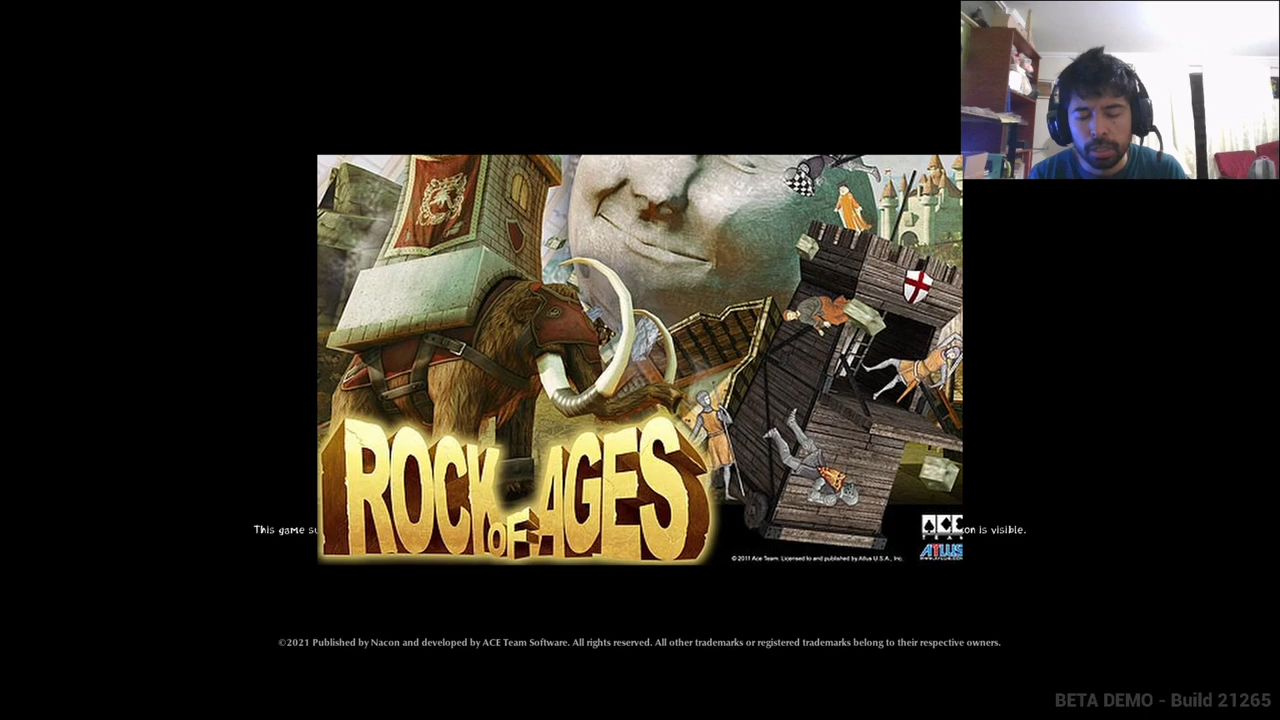 ROCK OF AGES
This game su
on is visible.
ACE
TEAM
ATLUS
© 2011 Ace Team. Licensed to and published by Atlus U.S.A., Inc.
©2021 Published by Nacon and developed by ACE Team Software. All rights reserved. All other trademarks or registered trademarks belong to their respective owners.
BETA DEMO - Build 21265